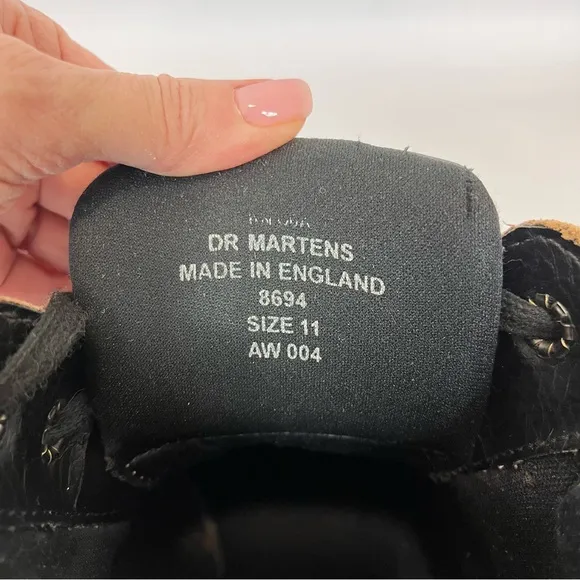 DR MARTENS
MADE IN ENGLAND
8694
SIZE 11
AW 004